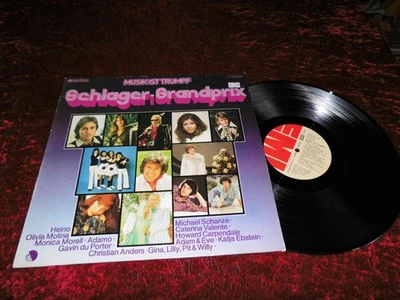 MUSIK IST TRUMPF
Schlager-Grandprix
Heino
Olivia Molina
Monica Morell · Adamo ·
Gavin du Porter ·
Michael Schanze ·
Caterina Valente ·
Howard Carpendale
Adam & Eve · Katja Ebstein ·
Christian Anders · Gina, Lilly, Pit & Willy ·
EMI